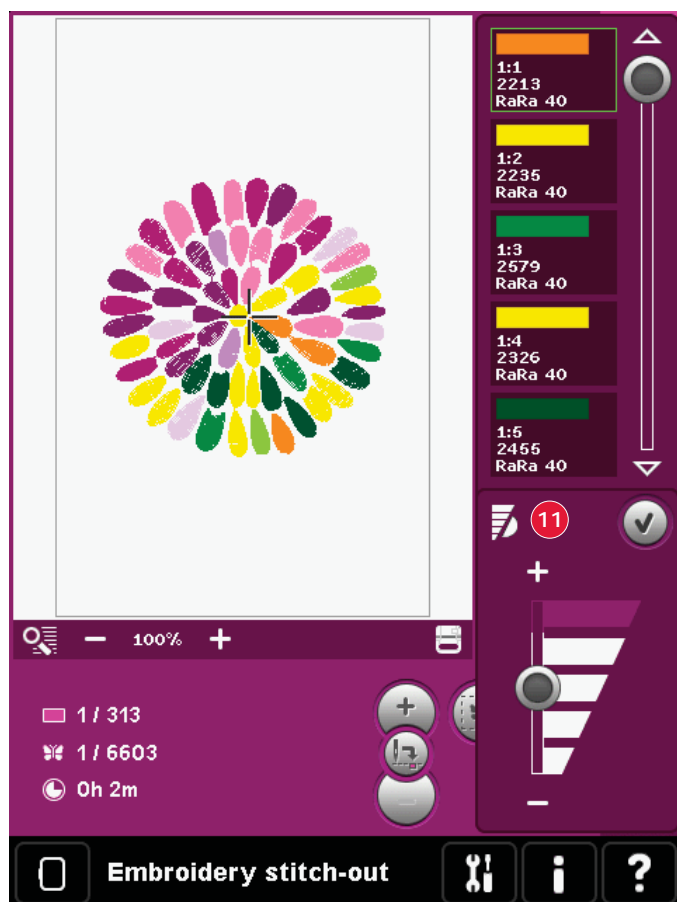 1:1
2213
RaRa 40
1:2
2235
RaRa 40
1:3
2579
RaRa 40
1:4
2326
RaRa 40
1:5
2455
RaRa 40
11
+
−
− 100% +
1 / 313
1 / 6603
0h 2m
+
−
Embroidery stitch-out
i
?